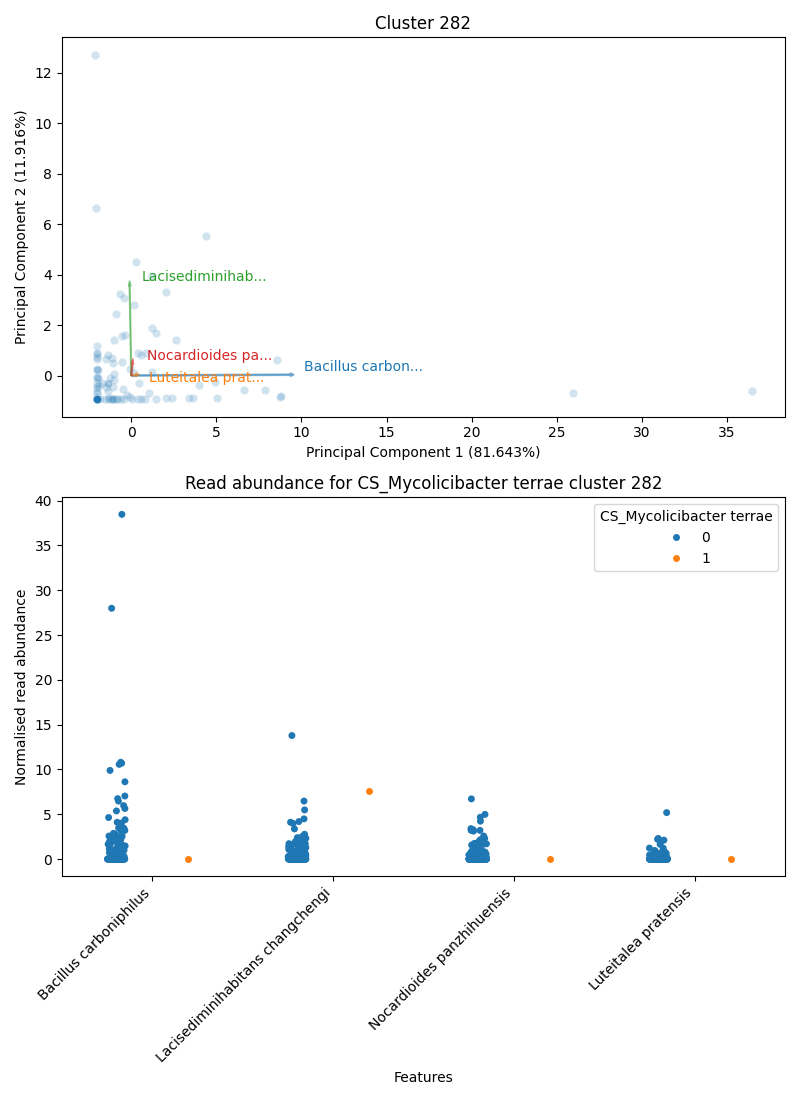 Cluster 282
Principal Component 2 (11.916%)
12
10
8
6
4
2
0
Lacisediminihab...
Nocardioides pa...
Luteitalea prat...
Bacillus carbon...
0
5
10
15
20
25
30
35
Principal Component 1 (81.643%)
Read abundance for CS_Mycolicibacter terrae cluster 282
Normalised read abundance
40
35
30
25
20
15
10
5
0
CS_Mycolicibacter terrae
0
1
Bacillus carboniphilus
Lacisediminihabitans changchengi
Nocardioides panzhihuensis
Luteitalea pratensis
Features